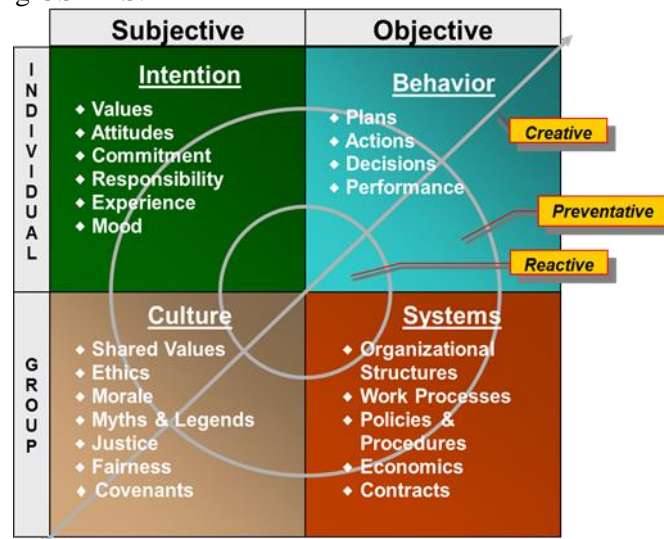 Subjective
Objective
INDIVIDUAL
Intention
◆ Values
◆ Attitudes
◆ Commitment
◆ Responsibility
◆ Experience
◆ Mood
Behavior
◆ Plans
◆ Actions
◆ Decisions
◆ Performance
Creative
Preventative
Reactive
GROUP
Culture
◆ Shared Values
◆ Ethics
◆ Morale
◆ Myths & Legends
◆ Justice
◆ Fairness
◆ Covenants
Systems
◆ Organizational
Structures
◆ Work Processes
◆ Policies &
Procedures
◆ Economics
◆ Contracts